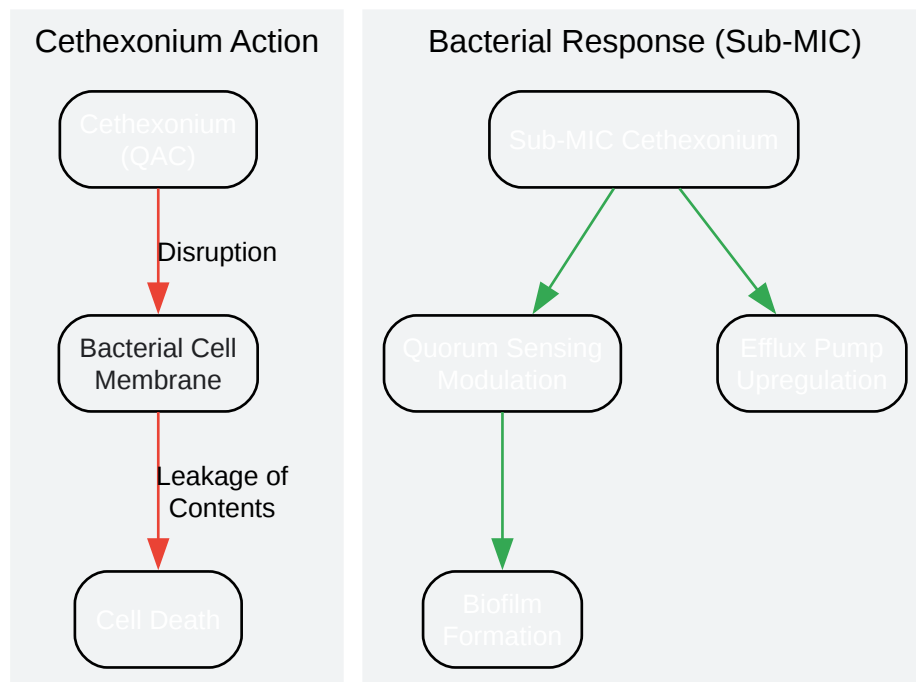 Cethexonium Action
Cethexonium
(QAC)
Disruption
Bacterial Cell
Membrane
Leakage of
Contents
Cell Death
Bacterial Response (Sub-MIC)
Sub-MIC Cethexonium
Quorum Sensing
Modulation
Efflux Pump
Upregulation
Biofilm
Formation